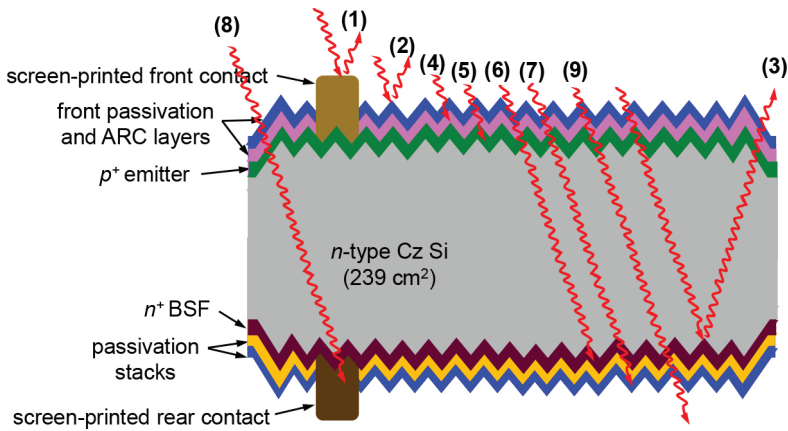 (8)
(1)
(2)
(4)
(5)
(6)
(7)
(9)
(3)
screen-printed front contact
front passivation
and ARC layers
p⁺ emitter
n-type Cz Si
(239 cm²)
n⁺ BSF
passivation
stacks
screen-printed rear contact